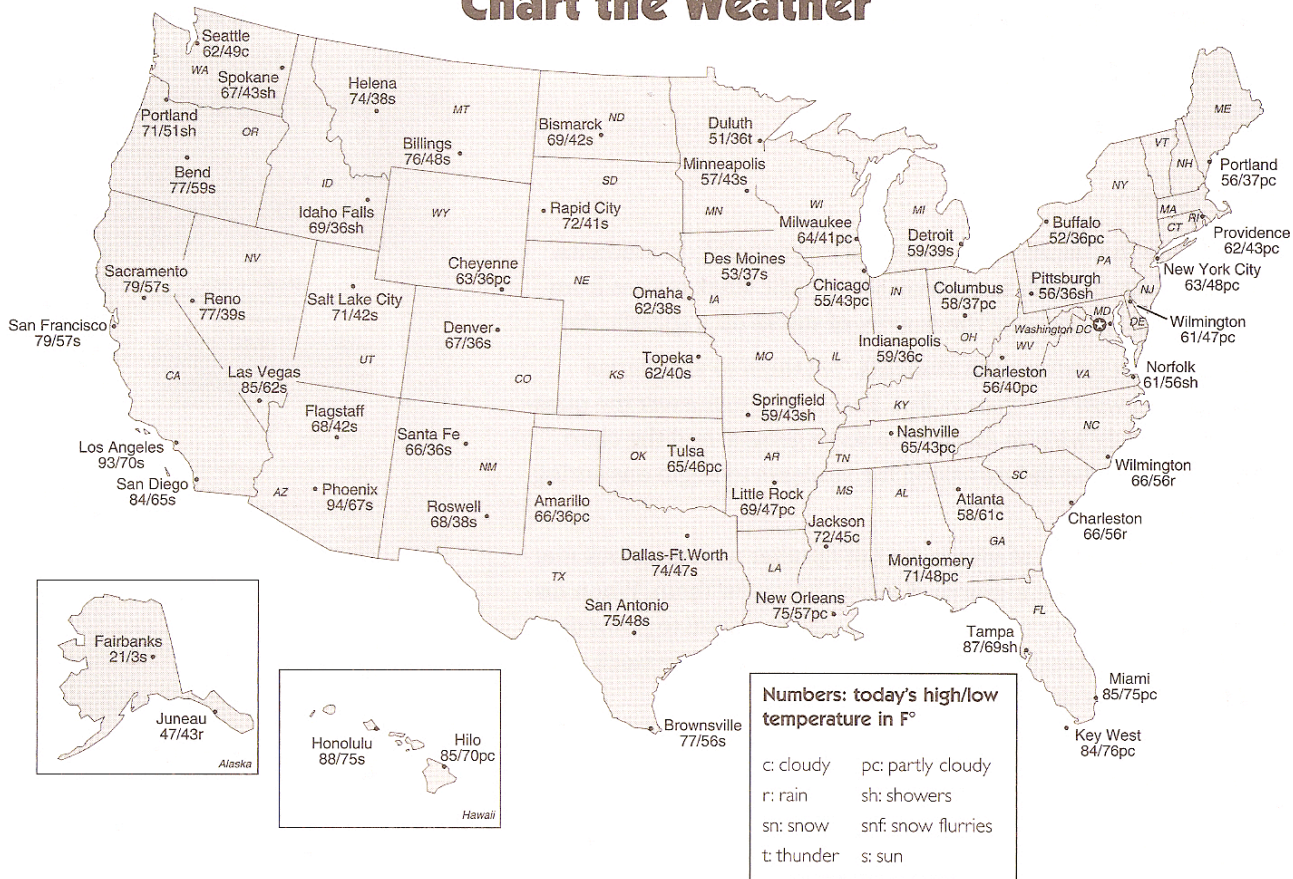 Chart the Weather
Seattle
62/49c
WA
Spokane
67/43sh
Portland
71/51sh
OR
Bend
77/59s
Helena
74/38s
MT
Billings
76/48s
ID
Idaho Falls
69/36sh
WY
Cheyenne
63/36pc
Bismarck
69/42s
ND
SD
Rapid City
72/41s
Duluth
51/36t
Minneapolis
57/43s
MN
WI
Milwaukee
64/41pc
MI
Detroit
59/39s
ME
VT
NH
Portland
56/37pc
NY
MA
RI
CT
Buffalo
52/36pc
Providence
62/43pc
PA
Pittsburgh
56/36sh
New York City
63/48pc
NJ
MD
DE
Washington DC
Wilmington
61/47pc
Sacramento
79/57s
NV
Reno
77/39s
San Francisco
79/57s
CA
Las Vegas
85/62s
Salt Lake City
71/42s
UT
Denver
67/36s
CO
NE
Omaha
62/38s
Des Moines
53/37s
IA
Chicago
55/43pc
IL
IN
Indianapolis
59/36c
Columbus
58/37pc
OH
WV
Charleston
56/40pc
VA
Norfolk
61/56sh
KS
Topeka
62/40s
MO
Springfield
59/43sh
KY
TN
Nashville
65/43pc
NC
Wilmington
66/56r
SC
Charleston
66/56r
Los Angeles
93/70s
San Diego
84/65s
Flagstaff
68/42s
AZ
Phoenix
94/67s
Santa Fe
66/36s
NM
Roswell
68/38s
Amarillo
66/36pc
OK
Tulsa
65/46pc
AR
Little Rock
69/47pc
MS
Jackson
72/45c
AL
Montgomery
71/48pc
Atlanta
58/61c
GA
TX
Dallas-Ft.Worth
74/47s
San Antonio
75/48s
Brownsville
77/56s
LA
New Orleans
75/57pc
FL
Tampa
87/69sh
Miami
85/75pc
Key West
84/76pc
Fairbanks
21/3s
Juneau
47/43r
Alaska
Honolulu
88/75s
Hilo
85/70pc
Hawaii
Numbers: today's high/low
temperature in F°
c: cloudy pc: partly cloudy
r: rain sh: showers
sn: snow snf: snow flurries
t: thunder s: sun